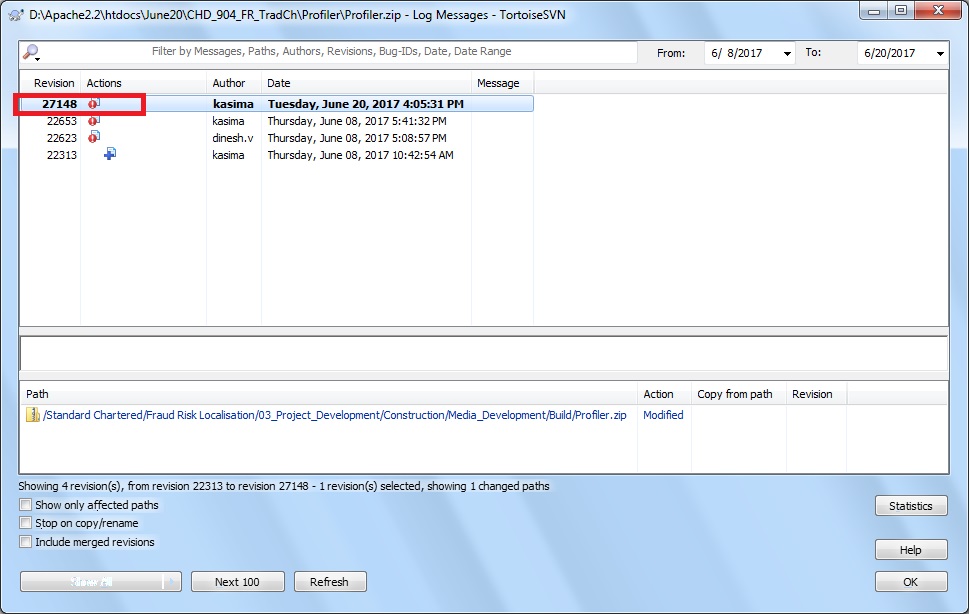 D:\Apache2.2\htdocs\June20\CHD_904_FR_TradCh\Profiler\Profiler.zip - Log Messages - TortoiseSVN
Filter by Messages, Paths, Authors, Revisions, Bug-IDs, Date, Date Range From: 6/ 8/2017 To: 6/20/2017
Revision Actions Author Date Message
27148 kasima Tuesday, June 20, 2017 4:05:31 PM
22653 kasima Thursday, June 08, 2017 5:41:32 PM
22623 dinesh.v Thursday, June 08, 2017 5:08:57 PM
22313 kasima Thursday, June 08, 2017 10:42:54 AM
Path Action Copy from path Revision
/Standard Chartered/Fraud Risk Localisation/03_Project_Development/Construction/Media_Development/Build/Profiler.zip Modified
Showing 4 revision(s), from revision 22313 to revision 27148 - 1 revision(s) selected, showing 1 changed paths
Show only affected paths
Statistics
Stop on copy/rename
Include merged revisions
Help
Show All Next 100 Refresh OK